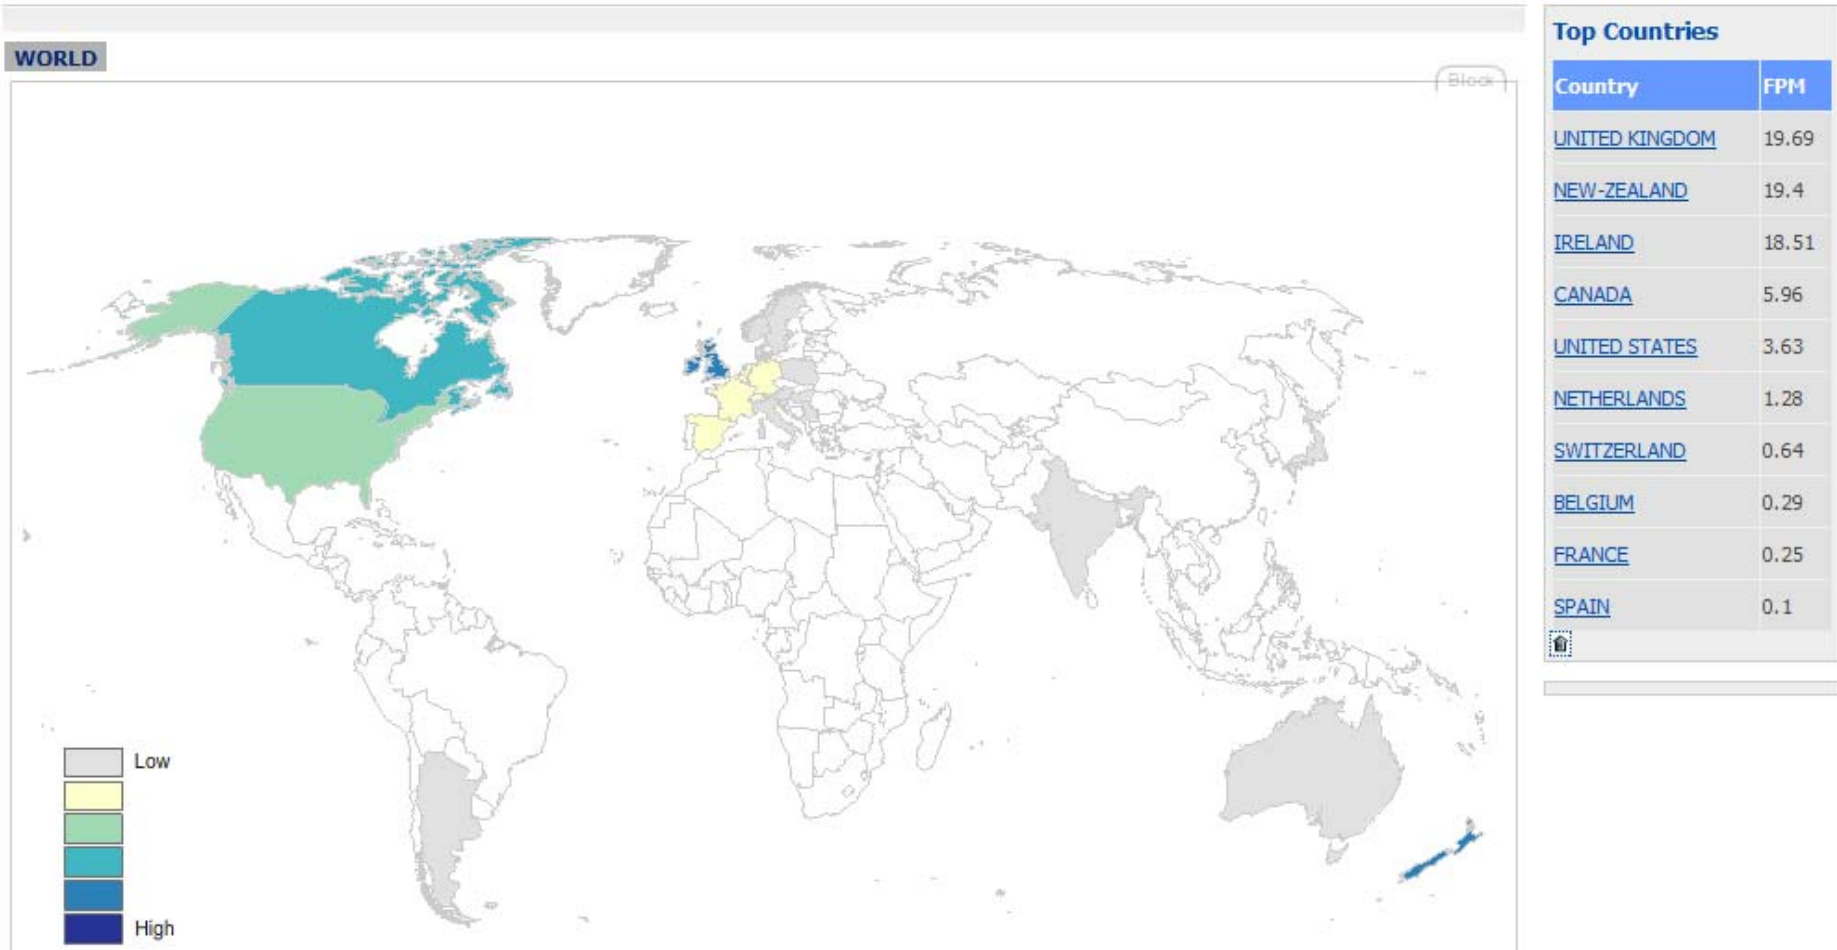 WORLD
Block
Low
High
Top Countries
Country FPM
UNITED KINGDOM 19.69
NEW-ZEALAND 19.4
IRELAND 18.51
CANADA 5.96
UNITED STATES 3.63
NETHERLANDS 1.28
SWITZERLAND 0.64
BELGIUM 0.29
FRANCE 0.25
SPAIN 0.1